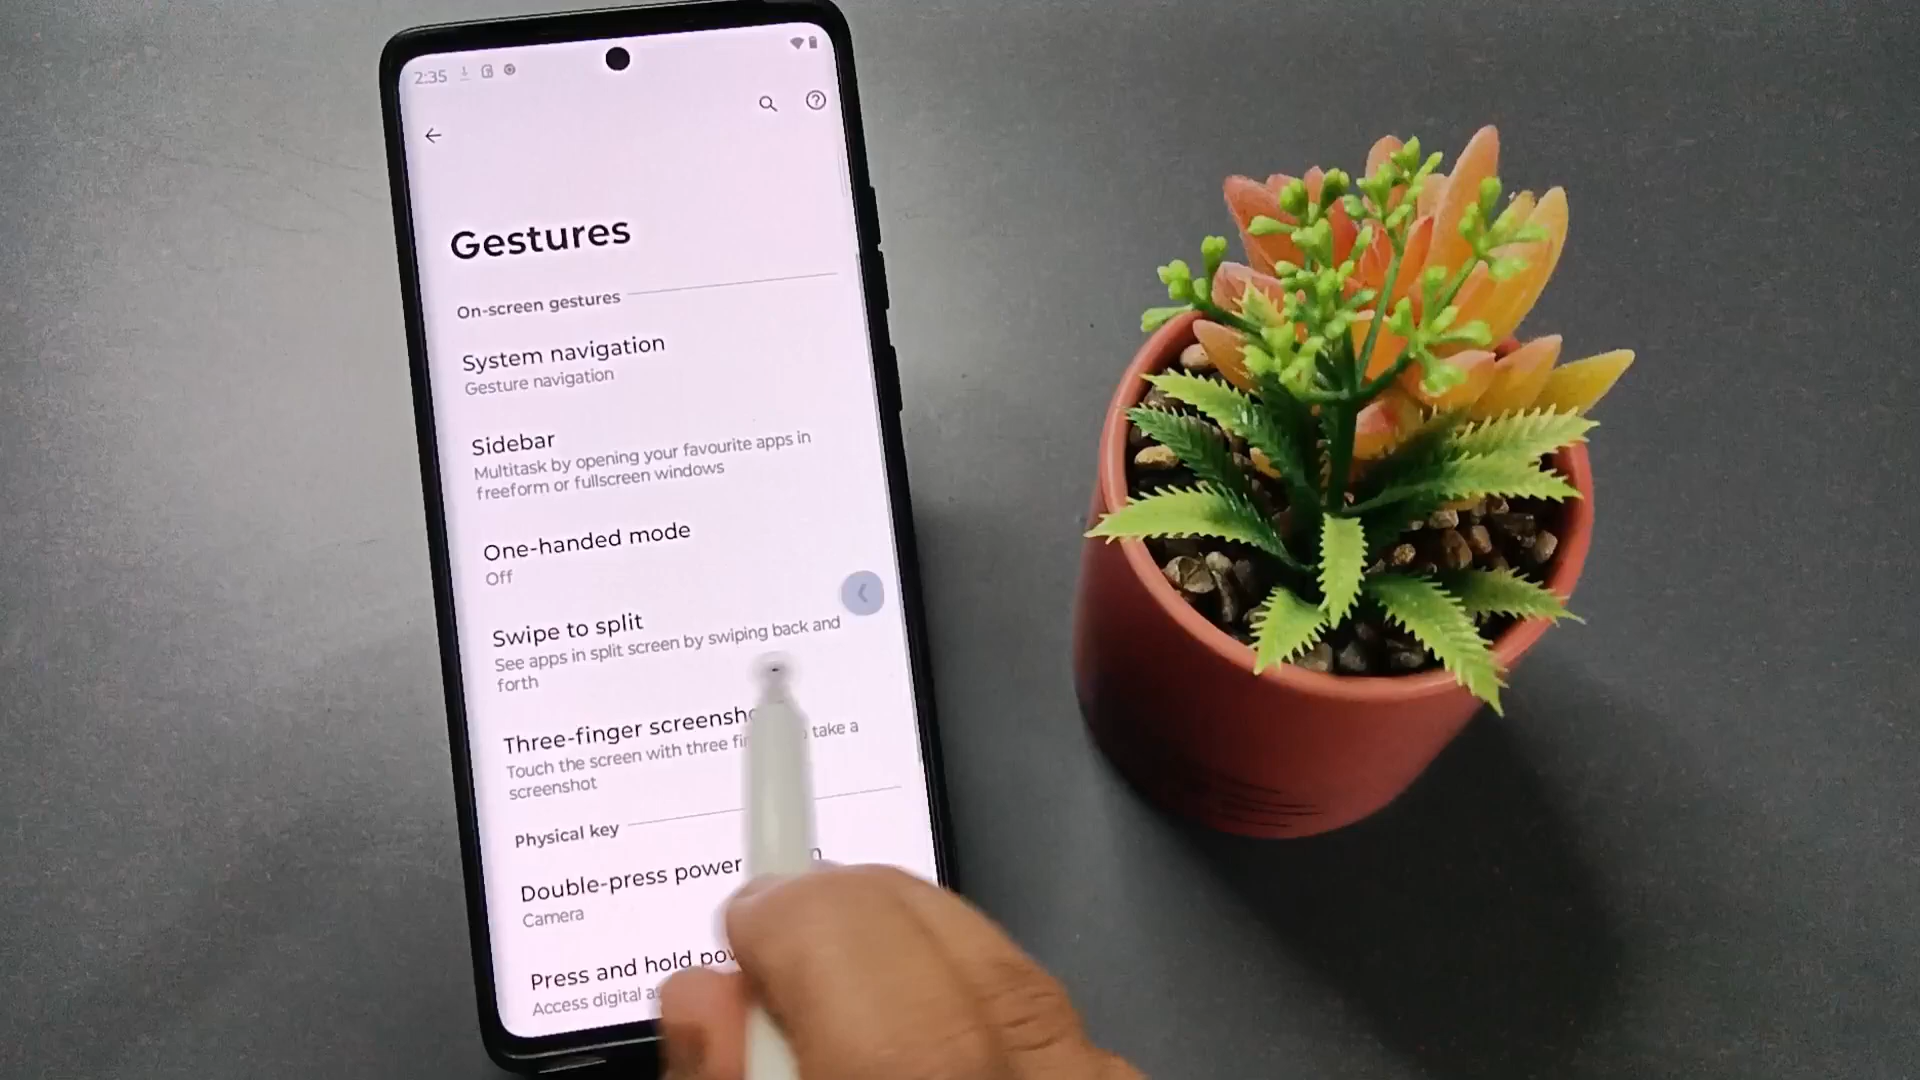 2:35
Gestures
On-screen gestures
System navigation
Gesture navigation
Sidebar
Multitask by opening your favourite apps in
freeform or fullscreen windows
One-handed mode
Off
Swipe to split
See apps in split screen by swiping back and
forth
Three-finger screensh
Touch the screen with three take a
screenshot
Physical key
Double-press power
Camera
Press and hold
Access digital